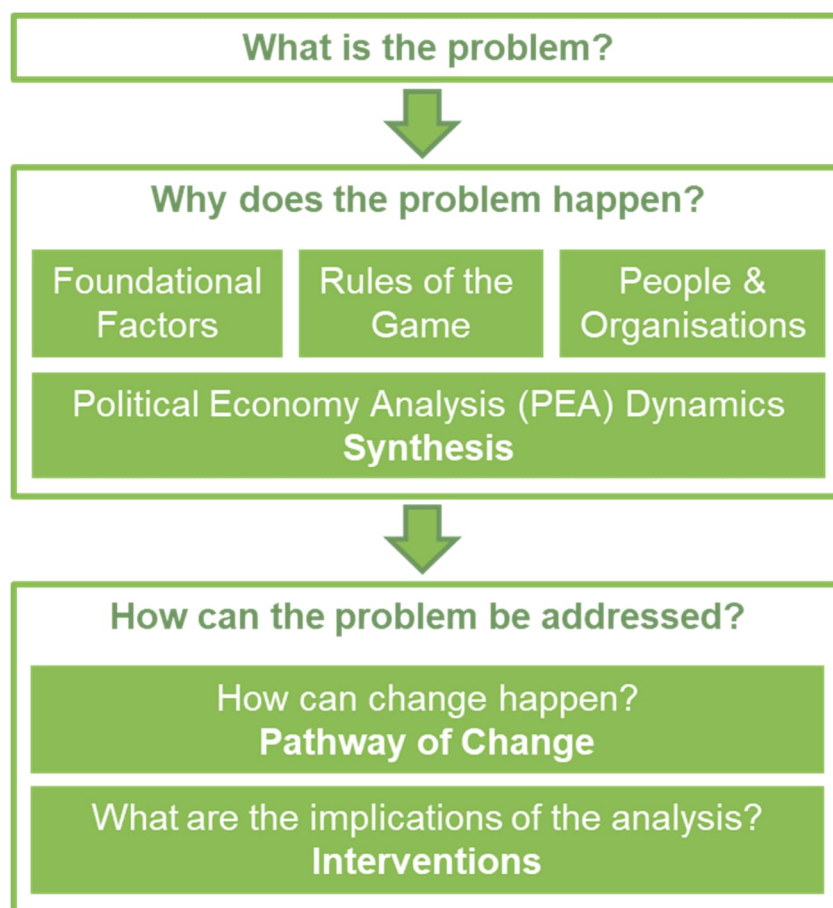 What is the problem?
Why does the problem happen?
Foundational
Factors
Rules of the
Game
People &
Organisations
Political Economy Analysis (PEA) Dynamics
Synthesis
How can the problem be addressed?
How can change happen?
Pathway of Change
What are the implications of the analysis?
Interventions